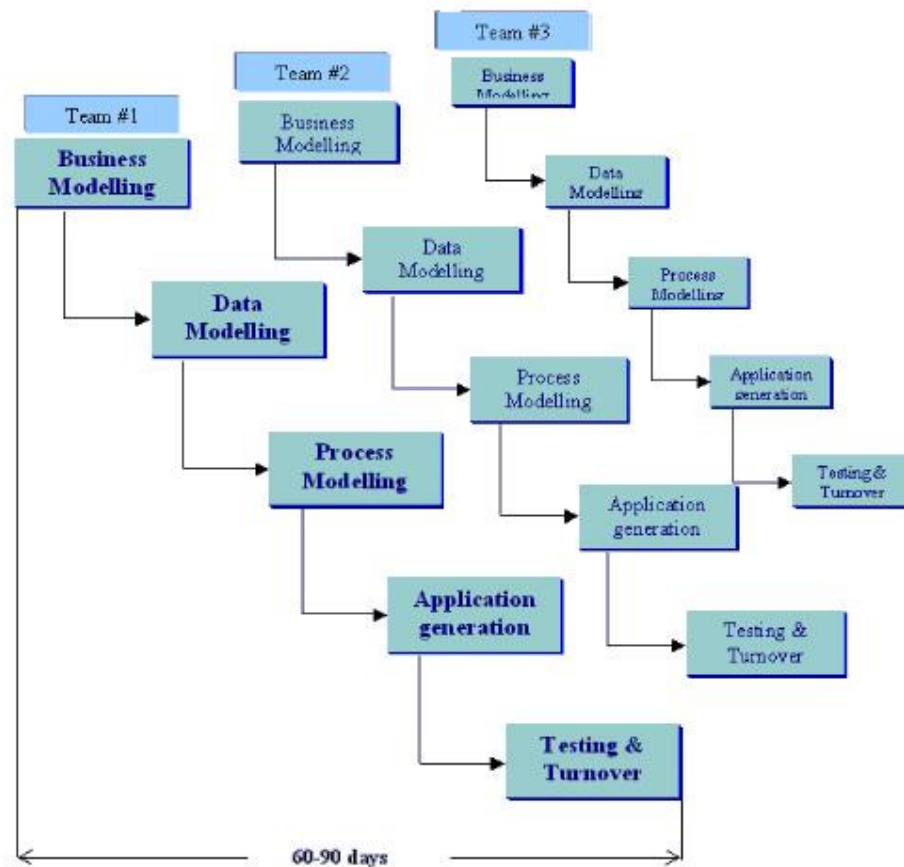 Team #1
Business
Modelling
Data
Modelling
Process
Modelling
Application
generation
Testing &
Turnover
Team #2
Business
Modelling
Data
Modelling
Process
Modelling
Application
generation
Testing &
Turnover
Team #3
Business
Modelling
Data
Modelling
Process
Modelling
Application
generation
Testing &
Turnover
60-90 days